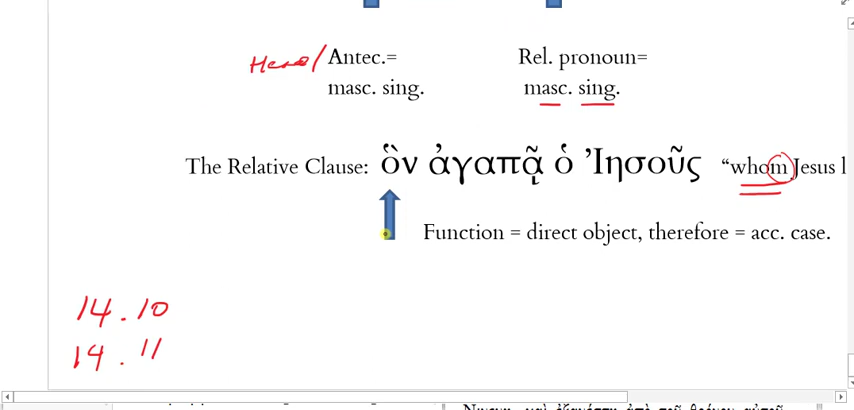 Head/ Antec.= Rel. pronoun=
masc. sing. masc. sing.
The Relative Clause: ὃν ἀγαπᾷ ὁ Ἰησοῦς “whom Jesus l
Function = direct object, therefore = acc. case.
14.10
14.11